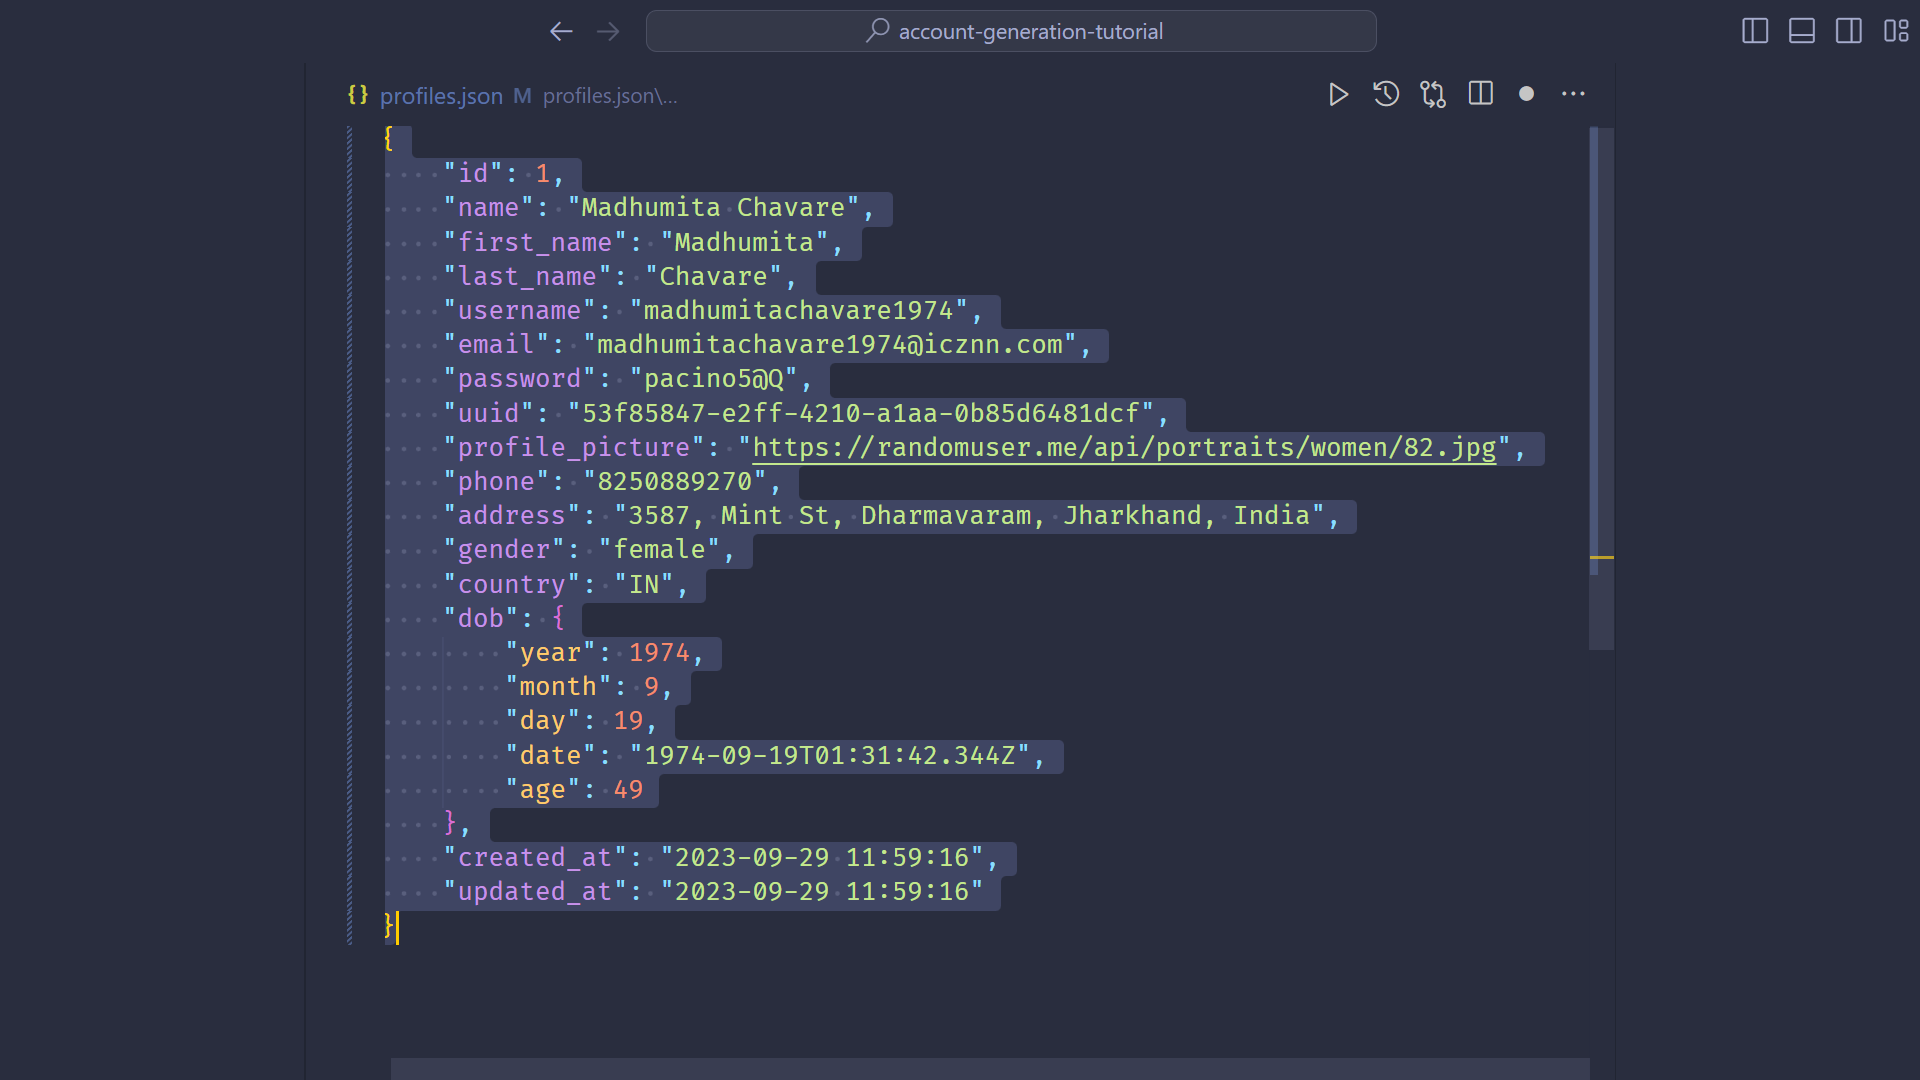 account-generation-tutorial
{} profiles.json M profiles.json\...
{
"id": 1,
"name": "Madhumita Chavare",
"first_name": "Madhumita",
"last_name": "Chavare",
"username": "madhumitachavare1974",
"email": "madhumitachavare1974@icznn.com",
"password": "pacino5@Q",
"uuid": "53f85847-e2ff-4210-a1aa-0b85d6481dcf",
"profile_picture": "https://randomuser.me/api/portraits/women/82.jpg",
"phone": "8250889270",
"address": "3587, Mint St, Dharmavaram, Jharkhand, India",
"gender": "female",
"country": "IN",
"dob": {
"year": 1974,
"month": 9,
"day": 19,
"date": "1974-09-19T01:31:42.344Z",
"age": 49
},
"created_at": "2023-09-29 11:59:16",
"updated_at": "2023-09-29 11:59:16"
}